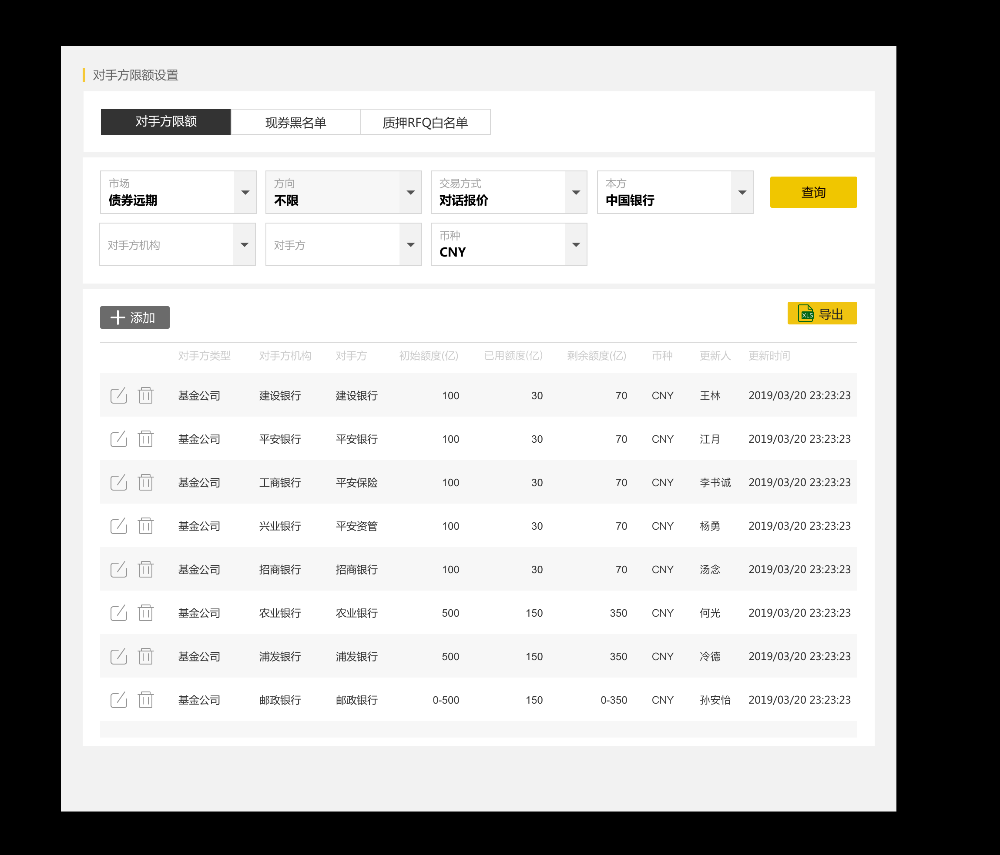 对手方限额设置
对手方限额 现券黑名单 质押RFQ白名单
市场 方向 交易方式 本方
债券远期 不限 对话报价 中国银行 查询
对手方机构 对手方 币种
CNY
添加 XLS 导出
对手方类型 对手方机构 对手方 初始额度(亿) 已用额度(亿) 剩余额度(亿) 币种 更新人 更新时间
基金公司 建设银行 建设银行 100 30 70 CNY 王林 2019/03/20 23:23:23
基金公司 平安银行 平安银行 100 30 70 CNY 江月 2019/03/20 23:23:23
基金公司 工商银行 平安保险 100 30 70 CNY 李书诚 2019/03/20 23:23:23
基金公司 兴业银行 平安资管 100 30 70 CNY 杨勇 2019/03/20 23:23:23
基金公司 招商银行 招商银行 100 30 70 CNY 汤念 2019/03/20 23:23:23
基金公司 农业银行 农业银行 500 150 350 CNY 何光 2019/03/20 23:23:23
基金公司 浦发银行 浦发银行 500 150 350 CNY 冷德 2019/03/20 23:23:23
基金公司 邮政银行 邮政银行 0-500 150 0-350 CNY 孙安怡 2019/03/20 23:23:23